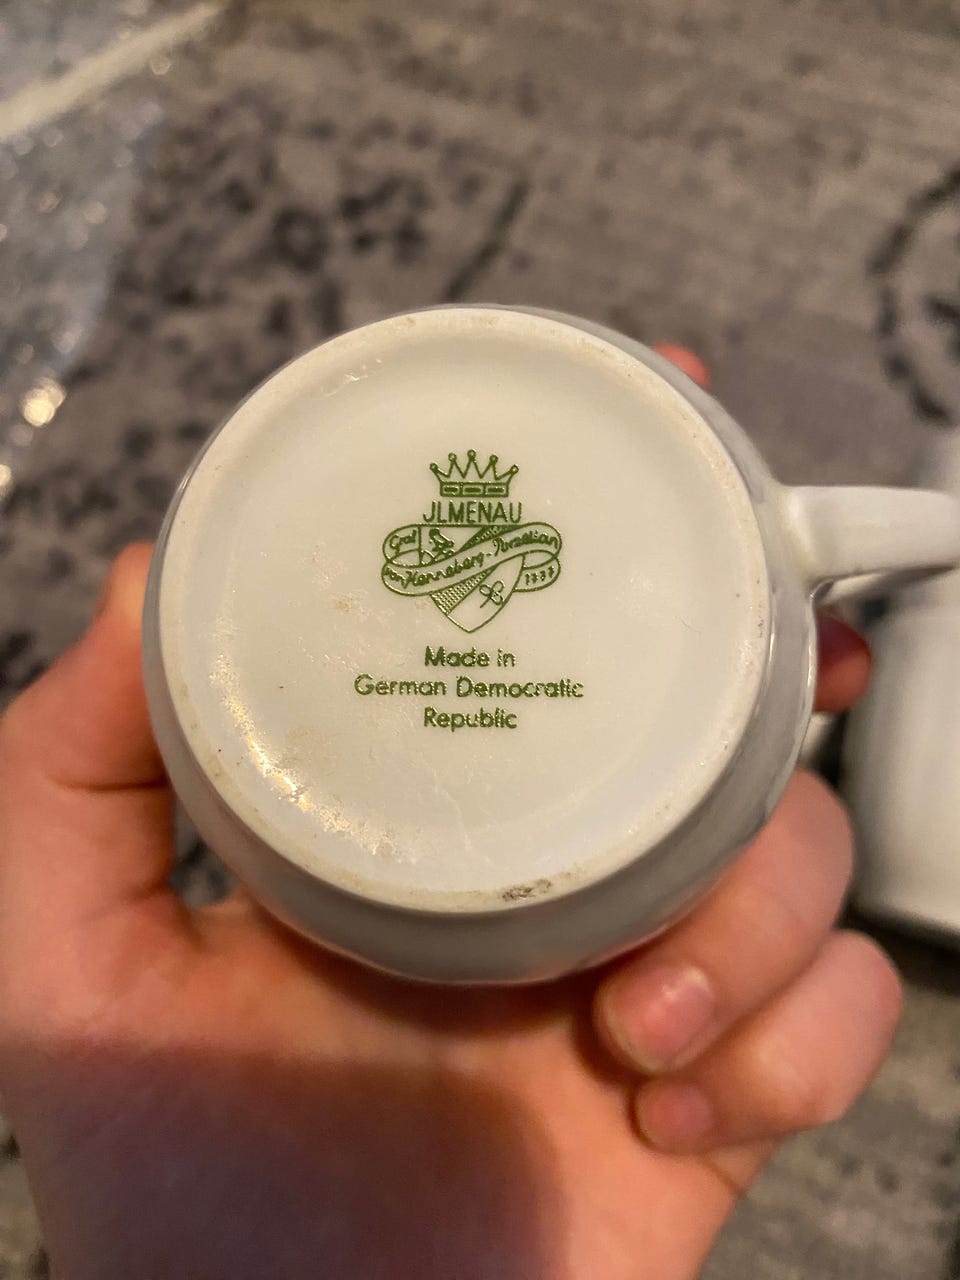 JLMENAU
Graf
von Henneberg-Porzellan
1777
Made in
German Democratic
Republic